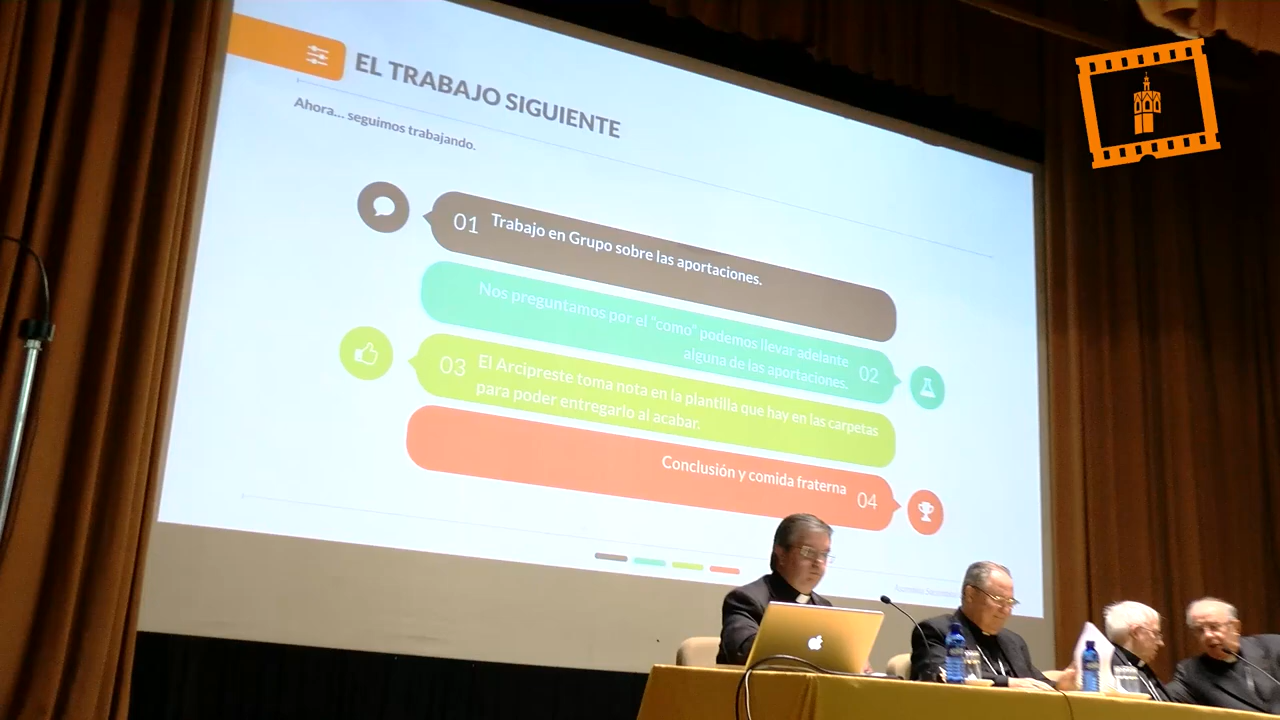 EL TRABAJO SIGUIENTE
Ahora... seguimos trabajando.
01 Trabajo en Grupo sobre las aportaciones.
Nos preguntamos por el "como" podemos llevar adelante
alguna de las aportaciones. 02
03 El Arcipreste toma nota en la plantilla que hay en las carpetas
para poder entregarlo al acabar.
Conclusión y comida fraterna 04